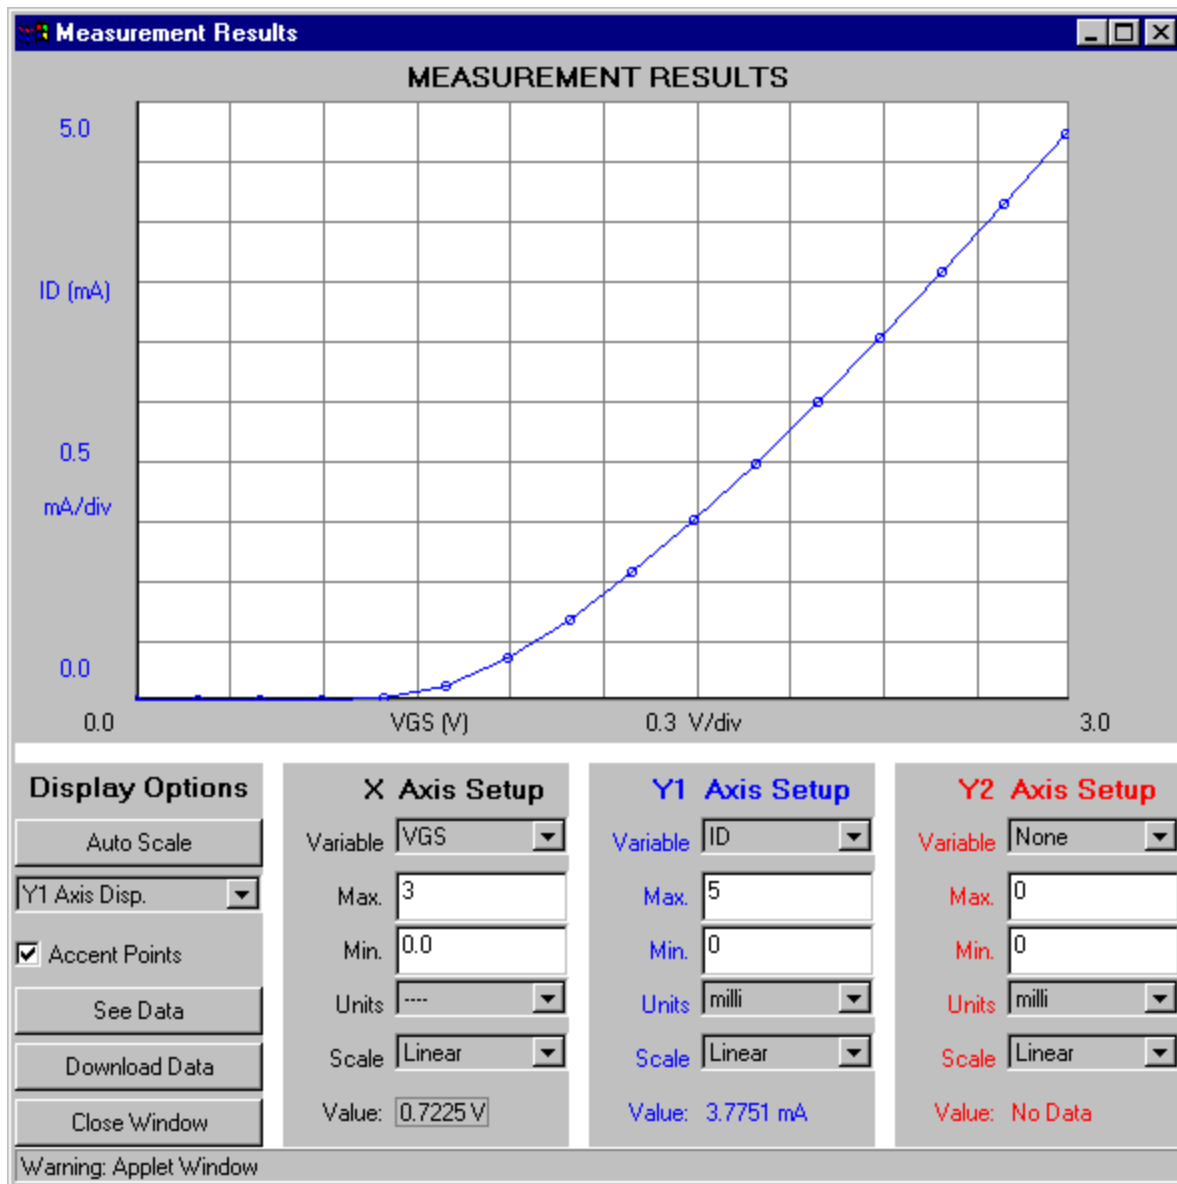 Measurement Results
MEASUREMENT RESULTS
5.0
ID (mA)
0.5
mA/div
0.0
0.0 VGS (V) 0.3 V/div 3.0
Display Options
Auto Scale
Y1 Axis Disp.
Accent Points
See Data
Download Data
Close Window
X Axis Setup
Variable VGS
Max. 3
Min. 0.0
Units ----
Scale Linear
Value: 0.7225 V
Y1 Axis Setup
Variable ID
Max. 5
Min. 0
Units milli
Scale Linear
Value: 3.7751 mA
Y2 Axis Setup
Variable None
Max. 0
Min. 0
Units milli
Scale Linear
Value: No Data
Warning: Applet Window